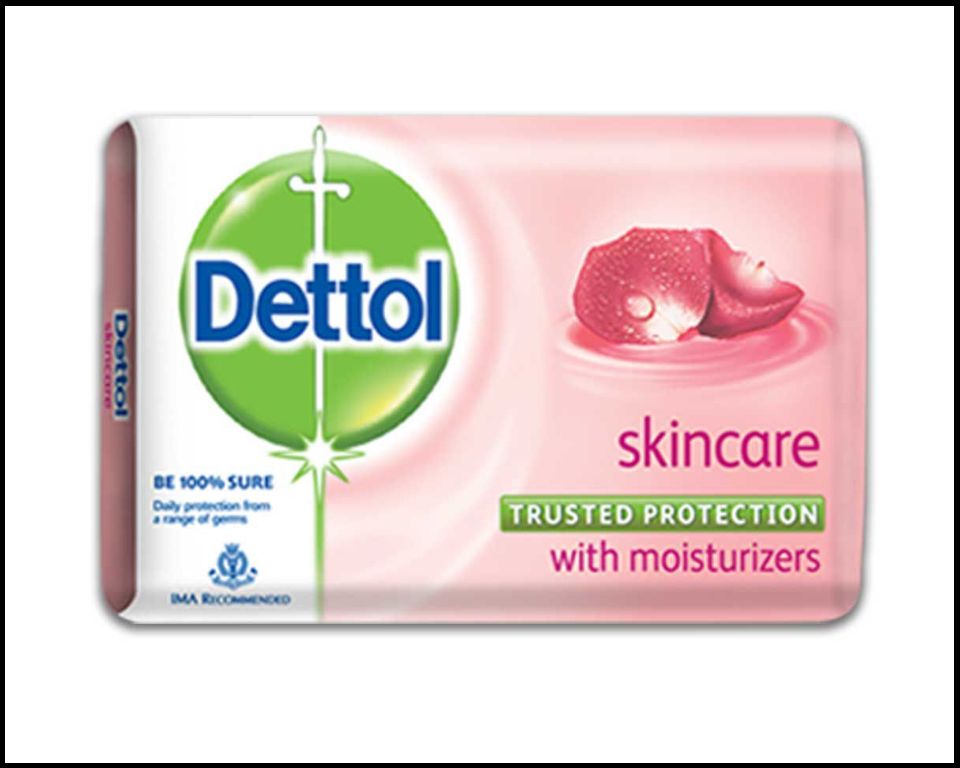 Dettol
Dettol
skincare
BE 100% SURE
Daily protection from
a range of germs
IMA RECOMMENDED
skincare
TRUSTED PROTECTION
with moisturizers